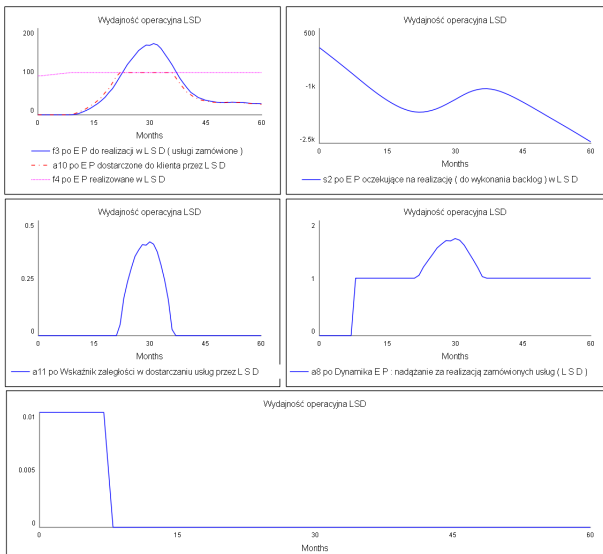 Wydajność operacyjna LSD
200
100
0
0 15 30 45 60
Months
f3 po E P do realizacji w L S D ( usługi zamówione )
a10 po E P dostarczone do klienta przez L S D
f4 po E P realizowane w L S D
Wydajność operacyjna LSD
600
-1k
-2.5k
0 15 30 45 60
Months
s2 po E P oczekujące na realizację ( do wykonania backlog ) w L S D
Wydajność operacyjna LSD
0.5
0.25
0
0 15 30 45 60
Months
a11 po Wskaźnik zaległości w dostarczaniu usług przez L S D
Wydajność operacyjna LSD
2
1
0
0 15 30 45 60
Months
a8 po Dynamika E P : nadążanie za realizacją zamówionych usług ( L S D )
Wydajność operacyjna LSD
0.01
0.005
0
0 15 30 45 60
Months